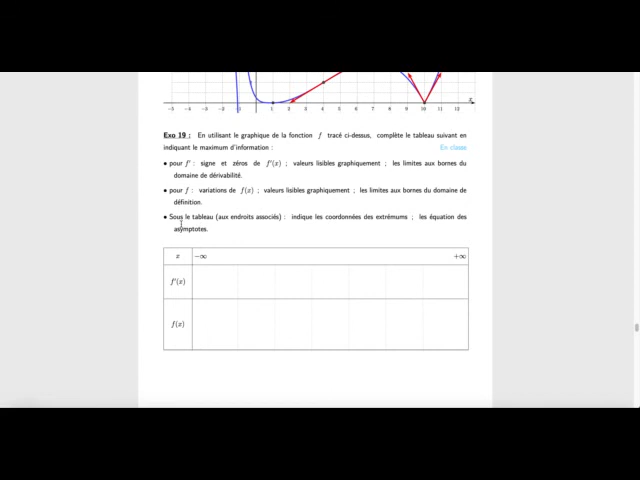 -5 -4 -3 -2 -1 1 2 3 4 5 6 7 8 9 10 11 12 x
Exo 19 : En utilisant le graphique de la fonction f tracé ci-dessus, complète le tableau suivant en
indiquant le maximum d'information : En classe
• pour f' : signe et zéros de f'(x) ; valeurs lisibles graphiquement ; les limites aux bornes du
domaine de dérivabilité.
• pour f : variations de f(x) ; valeurs lisibles graphiquement ; les limites aux bornes du domaine de
définition.
• Sous le tableau (aux endroits associés) : indique les coordonnées des extrémums ; les équation des
asymptotes.
x −∞ +∞
f'(x)
f(x)